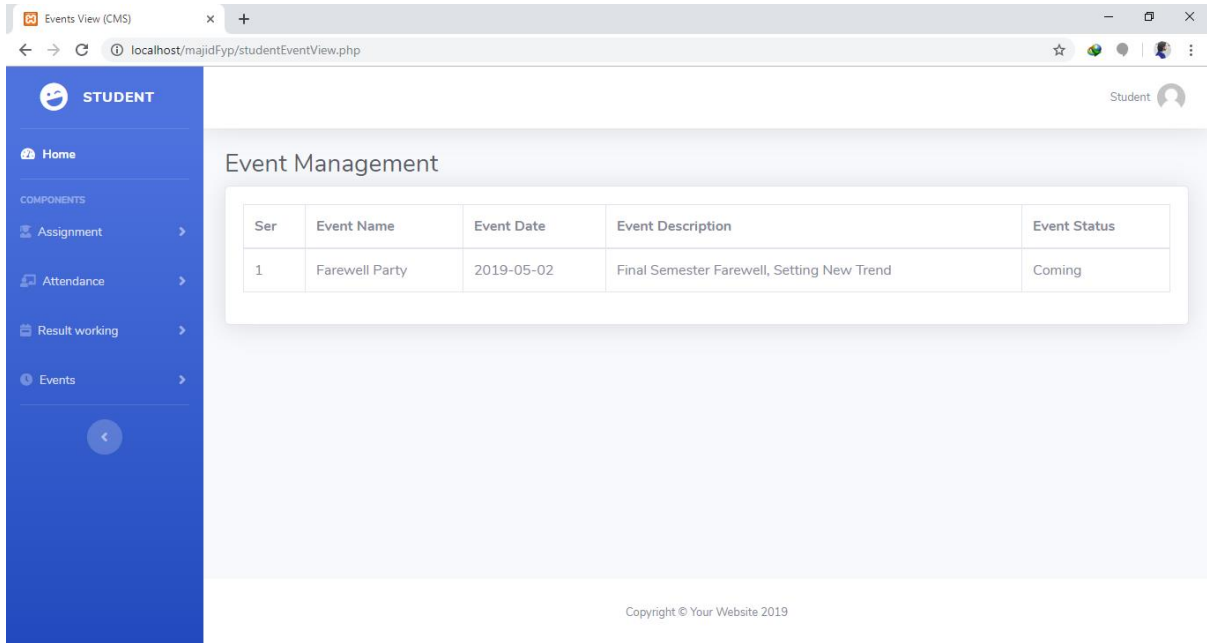 Events View (CMS)
localhost/majidFyp/studentEventView.php
STUDENT
Student
Home
COMPONENTS
Assignment
Attendance
Result working
Events
Event Management
Ser Event Name Event Date Event Description Event Status
1 Farewell Party 2019-05-02 Final Semester Farewell, Setting New Trend Coming
Copyright © Your Website 2019